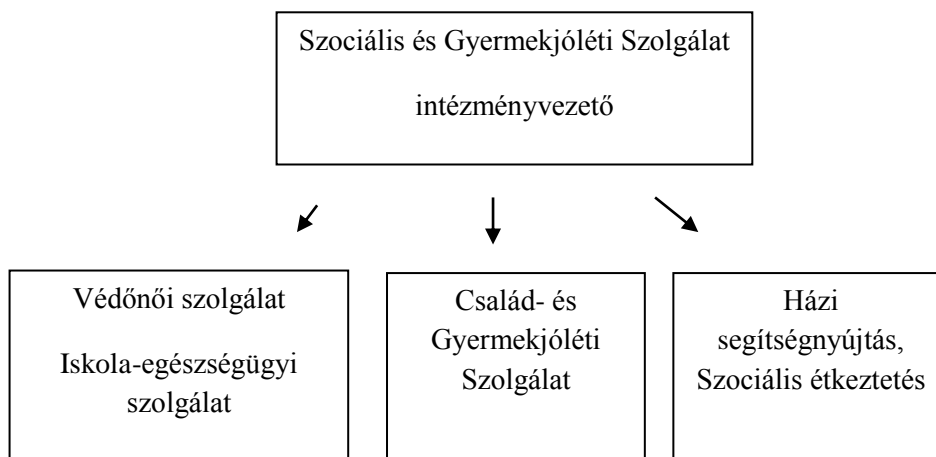 Szociális és Gyermekjóléti Szolgálat
intézményvezető
Védőnői szolgálat
Iskola-egészségügyi
szolgálat
Család- és
Gyermekjóléti
Szolgálat
Házi
segítségnyújtás,
Szociális étkeztetés